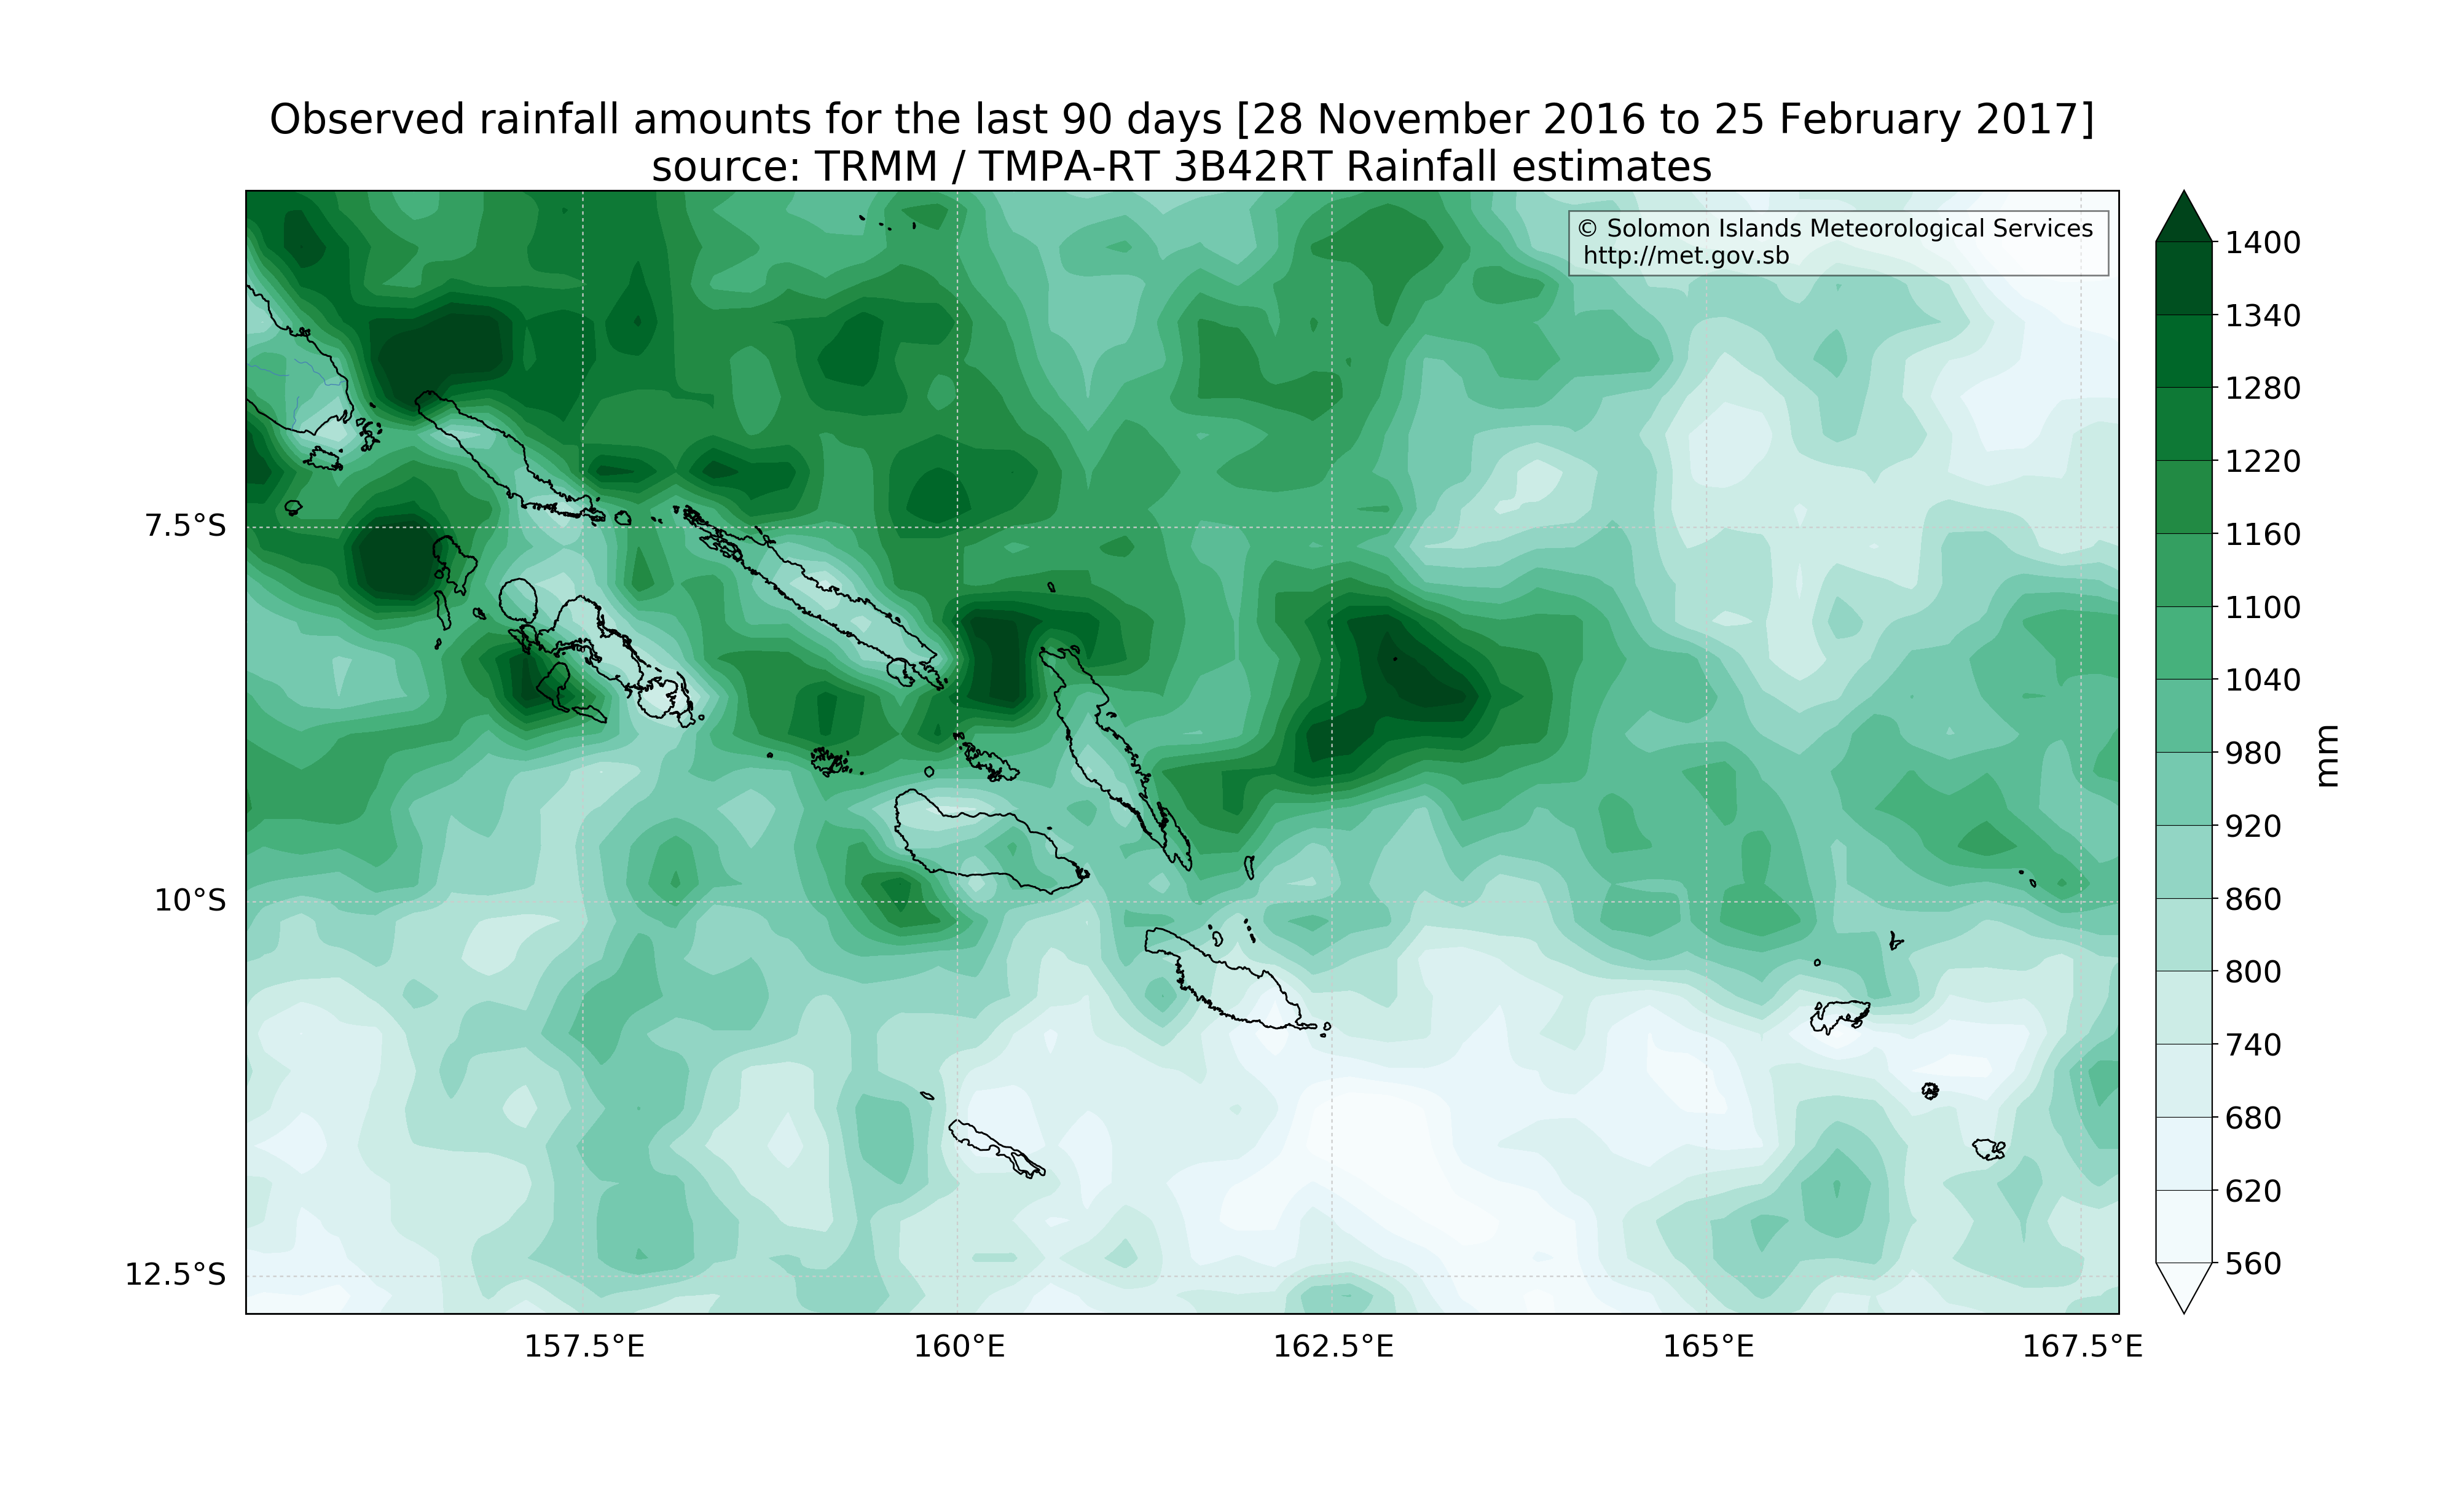 Observed rainfall amounts for the last 90 days [28 November 2016 to 25 February 2017]
source: TRMM / TMPA-RT 3B42RT Rainfall estimates
© Solomon Islands Meteorological Services
http://met.gov.sb
7.5°S
10°S
12.5°S
157.5°E
160°E
162.5°E
165°E
167.5°E
1400
1340
1280
1220
1160
1100
1040
980
920
860
800
740
680
620
560
mm